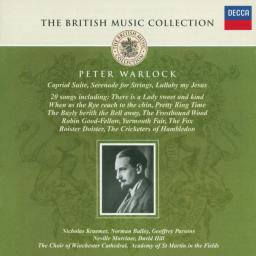 DECCA
THE BRITISH MUSIC COLLECTION
PETER WARLOCK
Capriol Suite, Serenade for Strings, Lullaby my Jesus
20 songs including: There is a Lady sweet and kind
When as the Rye reach to the chin, Pretty Ring Time
The Bayly berith the Bell away, The Frostbound Wood
Robin Good-Fellow, Yarmouth Fair, The Fox
Roister Doister, The Cricketers of Hambledon
Nicholas Kraemer, Norman Bailey, Geoffrey Parsons
Neville Marriner, David Hill
The Choir of Winchester Cathedral, Academy of St Martin in the Fields